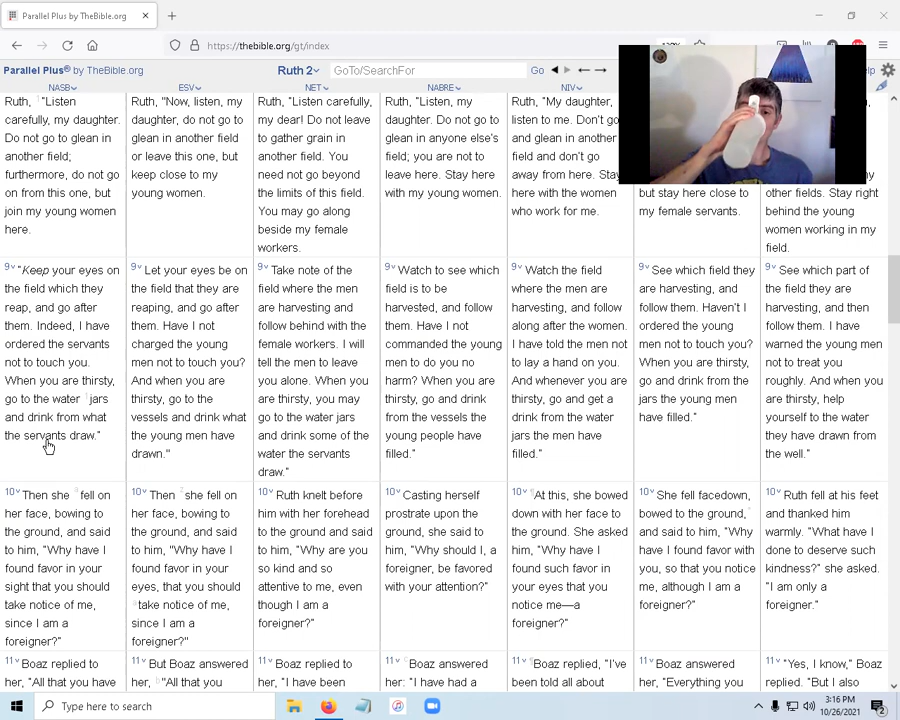 Parallel Plus by TheBible.org
https://thebible.org/gt/index
Parallel Plus® by TheBible.org
Ruth 2
GoTo/SearchFor
Go
NASB
ESV
NET
NABRE
NIV
Ruth, "Listen
carefully, my daughter.
Do not go to glean in
another field;
furthermore, do not go
on from this one, but
join my young women
here.
Ruth, "Now, listen, my
daughter, do not go to
glean in another field
or leave this one, but
keep close to my
young women.
Ruth, "Listen carefully,
my dear! Do not leave
to gather grain in
another field. You
need not go beyond
the limits of this field.
You may go along
beside my female
workers.
Ruth, "Listen, my
daughter. Do not go to
glean in anyone else's
field; you are not to
leave here. Stay here
with my young women.
Ruth, "My daughter,
listen to me. Don't go
and glean in another
field and don't go
away from here. Stay
here with the women
who work for me.
but stay here close to
my female servants.
other fields. Stay right
behind the young
women working in my
field.
9v "Keep your eyes on
the field which they
reap, and go after
them. Indeed, I have
ordered the servants
not to touch you.
When you are thirsty,
go to the water jars
and drink from what
the servants draw."
9v Let your eyes be on
the field that they are
reaping, and go after
them. Have I not
charged the young
men not to touch you?
And when you are
thirsty, go to the
vessels and drink what
the young men have
drawn."
9v Take note of the
field where the men
are harvesting and
follow behind with the
female workers. I will
tell the men to leave
you alone. When you
are thirsty, you may
go to the water jars
and drink some of the
water the servants
draw."
9v Watch to see which
field is to be
harvested, and follow
them. Have I not
commanded the young
men to do you no
harm? When you are
thirsty, go and drink
from the vessels the
young people have
filled."
9v Watch the field
where the men are
harvesting, and follow
along after the women.
I have told the men not
to lay a hand on you.
And whenever you are
thirsty, go and get a
drink from the water
jars the men have
filled."
9v See which field they
are harvesting, and
follow them. Haven't I
ordered the young
men not to touch you?
When you are thirsty,
go and drink from the
jars the young men
have filled."
9v See which part of
the field they are
harvesting, and then
follow them. I have
warned the young men
not to treat you
roughly. And when you
are thirsty, help
yourself to the water
they have drawn from
the well."
10v Then she fell on
her face, bowing to
the ground, and said
to him, "Why have I
found favor in your
sight that you should
take notice of me,
since I am a
foreigner?"
10v Then she fell on
her face, bowing to
the ground, and said
to him, "Why have I
found favor in your
eyes, that you should
take notice of me,
since I am a
foreigner?"
10v Ruth knelt before
him with her forehead
to the ground and said
to him, "Why are you
so kind and so
attentive to me, even
though I am a
foreigner?"
10v Casting herself
prostrate upon the
ground, she said to
him, "Why should I, a
foreigner, be favored
with your attention?"
10v At this, she bowed
down with her face to
the ground. She asked
him, "Why have I
found such favor in
your eyes that you
notice me—a
foreigner?"
10v She fell facedown,
bowed to the ground,
and said to him, "Why
have I found favor with
you, so that you notice
me, although I am a
foreigner?"
10v Ruth fell at his feet
and thanked him
warmly. "What have I
done to deserve such
kindness?" she asked.
"I am only a
foreigner."
11v Boaz replied to
her, "All that you have
11v But Boaz answered
her, "All that you
11v Boaz replied to
her, "I have been
11v Boaz answered
her: "I have had a
11v Boaz replied, "I've
been told all about
11v Boaz answered
her, "Everything you
11v "Yes, I know," Boaz
replied. "But I also
Type here to search
3:16 PM
10/26/2021
2